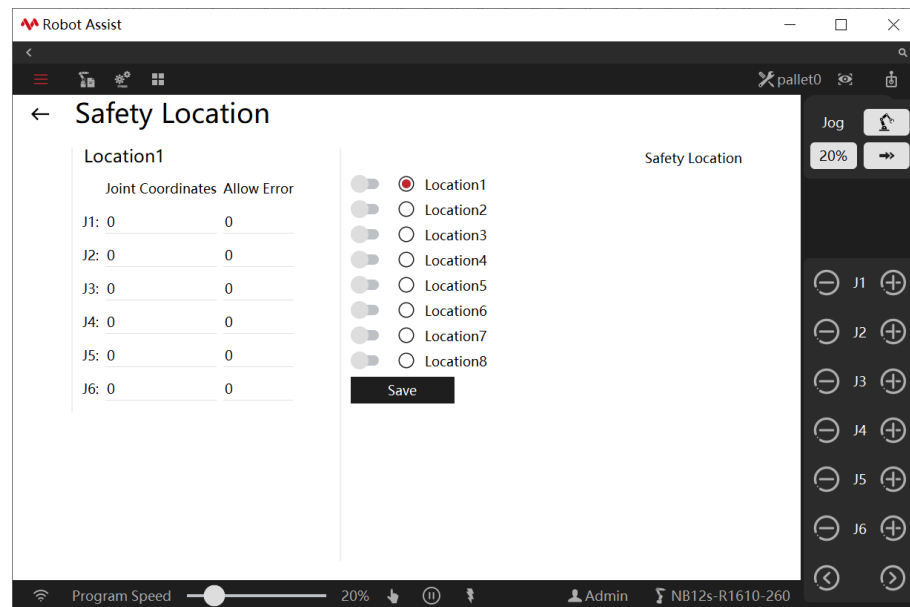 Robot Assist
pallet0
Safety Location
Jog
20%
Location1
Joint Coordinates Allow Error
J1: 0 0
J2: 0 0
J3: 0 0
J4: 0 0
J5: 0 0
J6: 0 0
Safety Location
Location1
Location2
Location3
Location4
Location5
Location6
Location7
Location8
Save
J1
J2
J3
J4
J5
J6
Program Speed 20% Admin NB12s-R1610-260